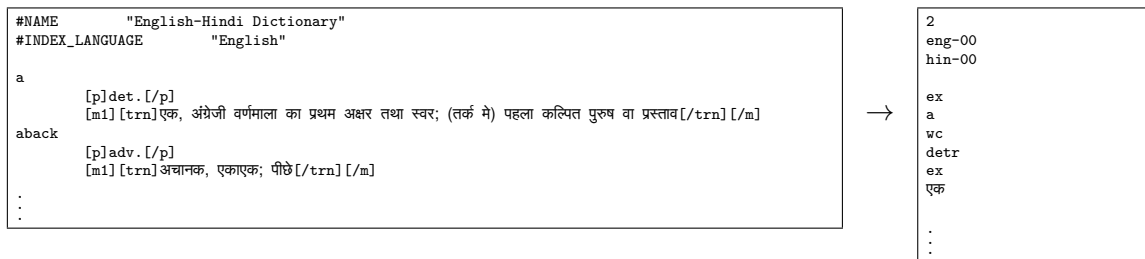 #NAME "English-Hindi Dictionary"
#INDEX_LANGUAGE "English"
a
[p]det.[/p]
[m1][trn]एक, अंग्रेजी वर्णमाला का प्रथम अक्षर तथा स्वर; (तर्क मे) पहला कल्पित पुरुष वा प्रस्ताव[/trn][/m]
aback
[p]adv.[/p]
[m1][trn]अचानक, एकाएक; पीछे[/trn][/m]
.
.
.
→
2
eng-00
hin-00
ex
a
wc
detr
ex
एक
.
.
.